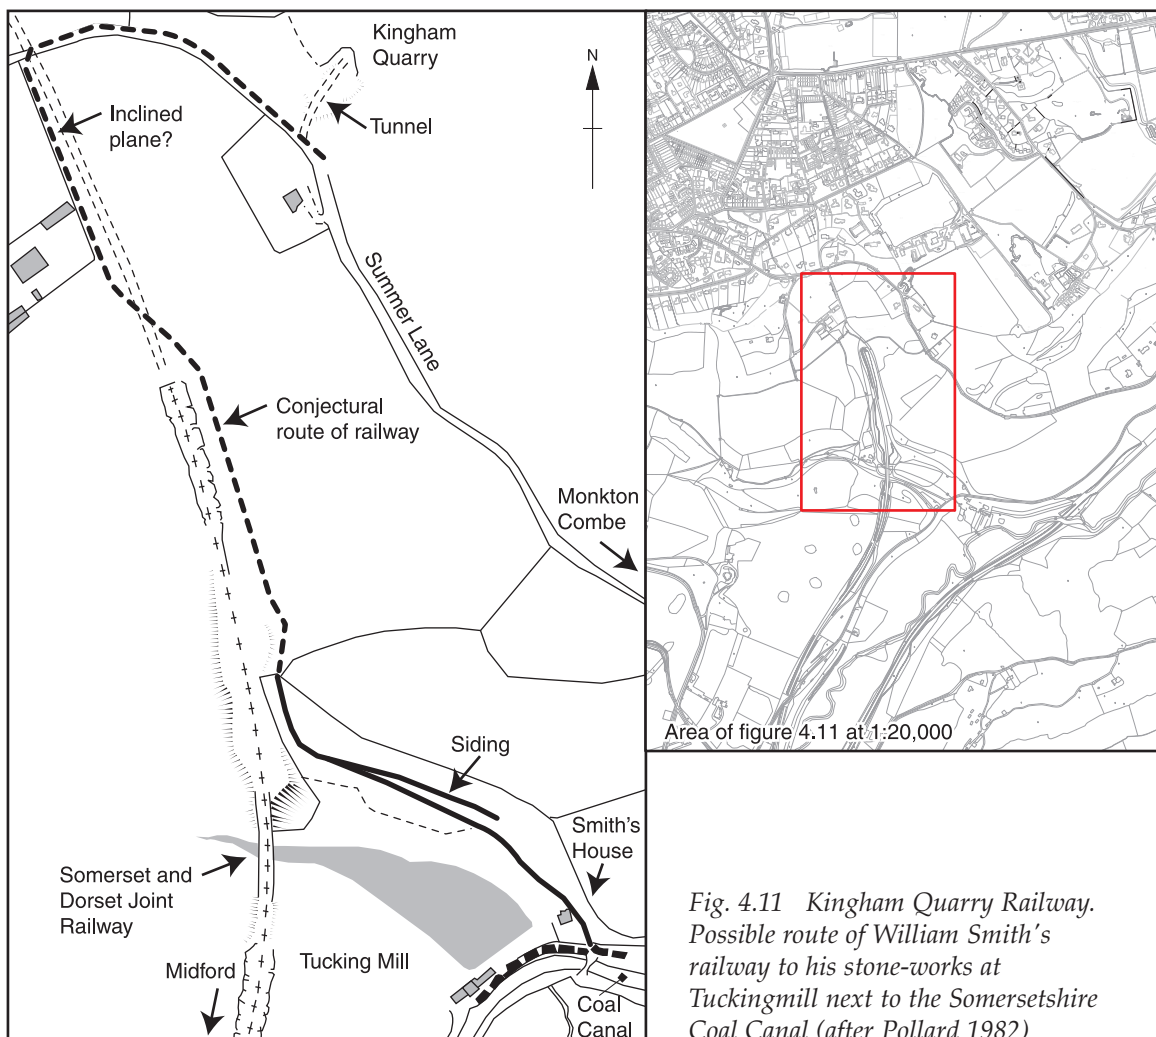 Kingham
Quarry
N
Inclined
plane?
Tunnel
Summer Lane
Conjectural
route of railway
Monkton
Combe
Siding
Smith's
House
Somerset and
Dorset Joint
Railway
Midford
Tucking Mill
Coal
Canal
Area of figure 4.11 at 1:20,000
Fig. 4.11 Kingham Quarry Railway.
Possible route of William Smith's
railway to his stone-works at
Tuckingmill next to the Somersetshire
Coal Canal (after Pollard 1982)